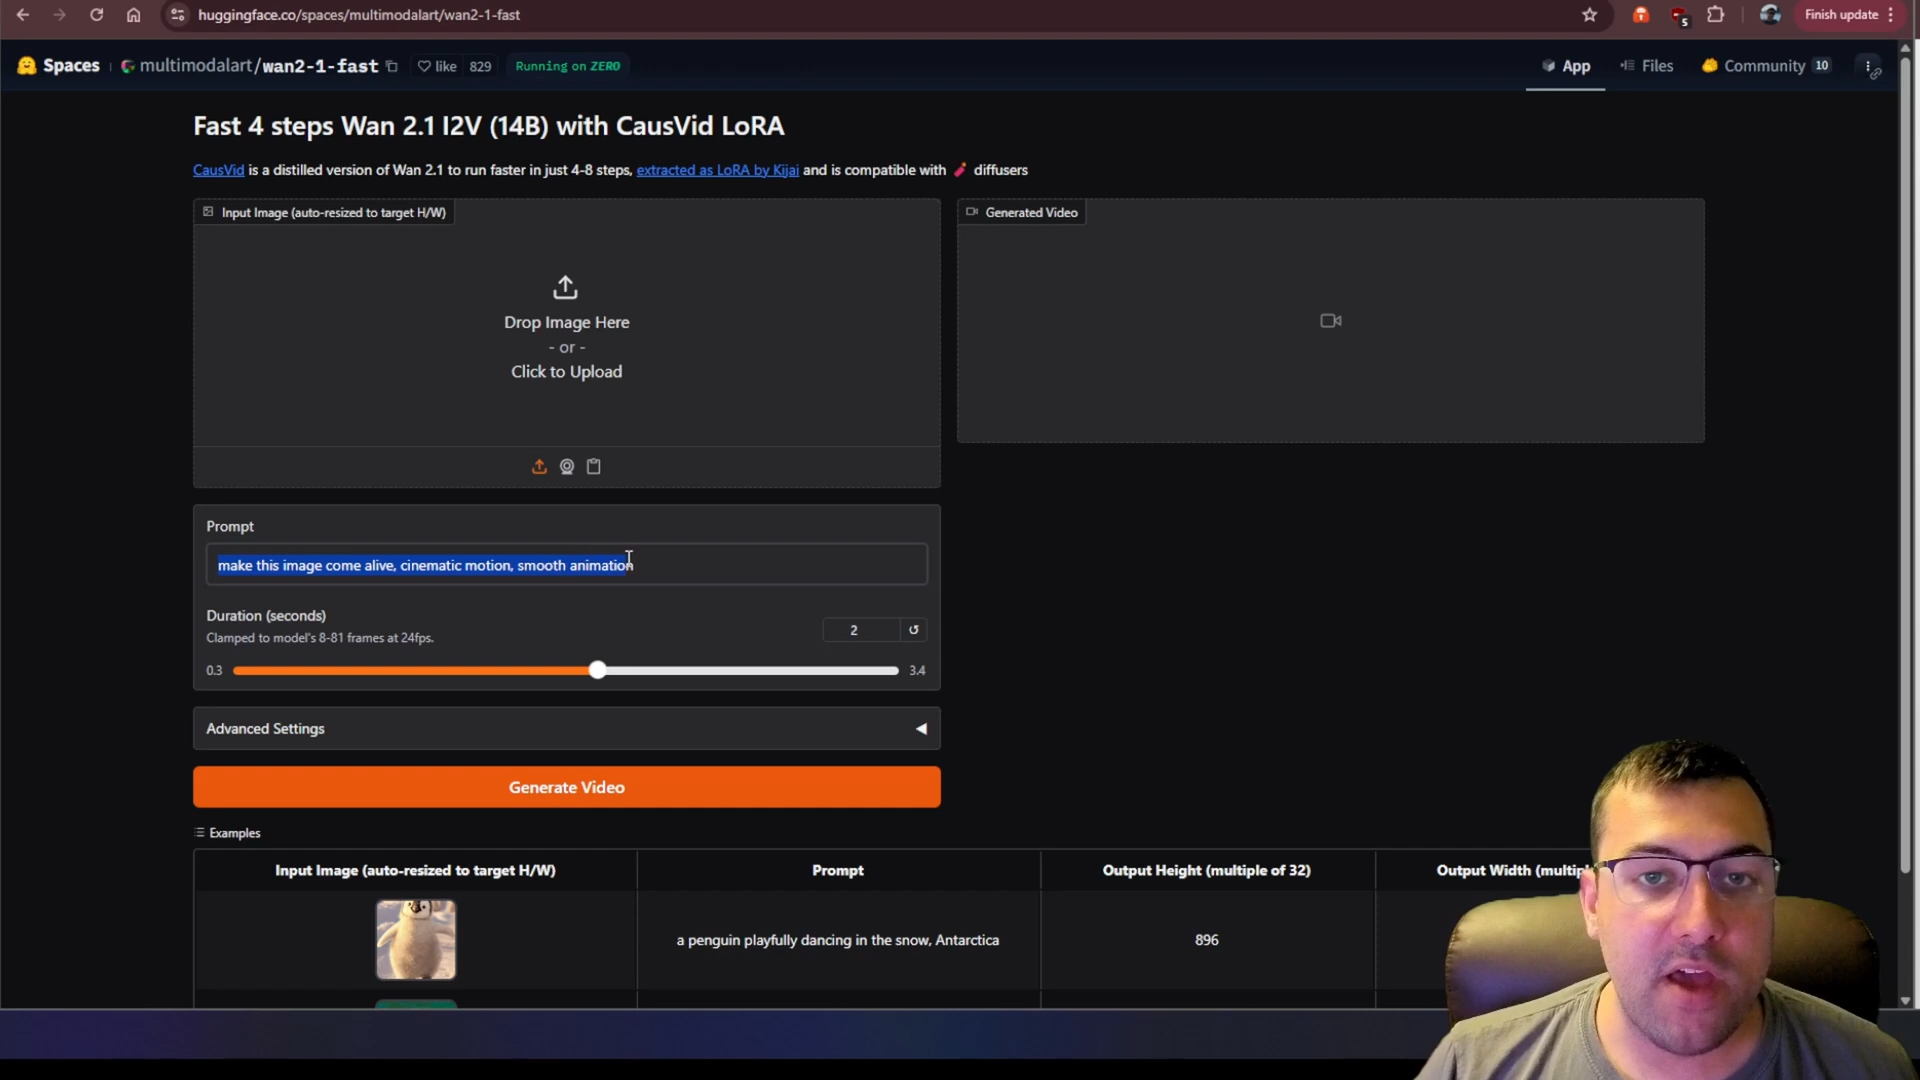 huggingface.co/spaces/multimodalart/wan2-1-fast
5
Finish update
Spaces
multimodalart/wan2-1-fast
like 829
Running on ZERO
App
Files
Community 10
Fast 4 steps Wan 2.1 I2V (14B) with CausVid LoRA
CausVid is a distilled version of Wan 2.1 to run faster in just 4-8 steps, extracted as LoRA by Kijai and is compatible with 🧨 diffusers
Input Image (auto-resized to target H/W)
Generated Video
Drop Image Here
- or -
Click to Upload
Prompt
make this image come alive, cinematic motion, smooth animation
Duration (seconds)
2
Clamped to model's 8-81 frames at 24fps.
0.3
3.4
Advanced Settings
Generate Video
Examples
Input Image (auto-resized to target H/W)
Prompt
Output Height (multiple of 32)
Output Width (multipl
a penguin playfully dancing in the snow, Antarctica
896